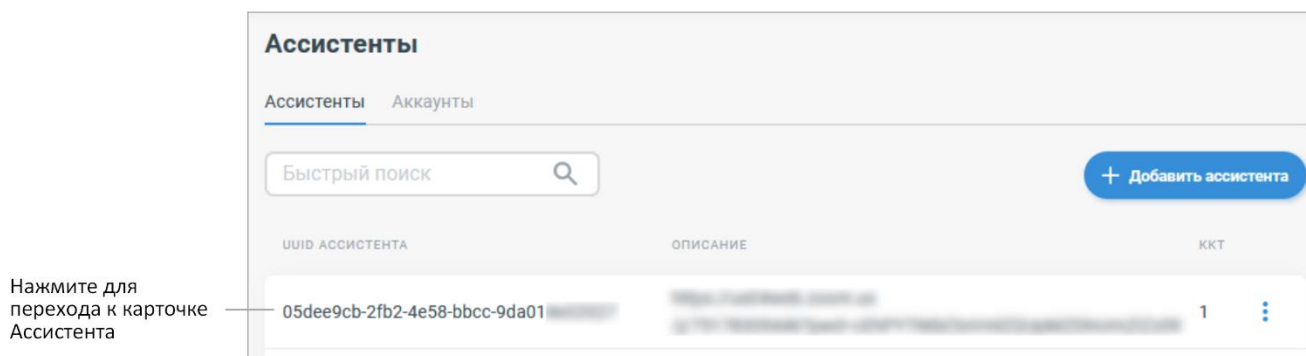 Ассистенты
Ассистенты Аккаунты
Быстрый поиск
+ Добавить ассистента
UUID АССИСТЕНТА ОПИСАНИЕ ККТ
Нажмите для
перехода к карточке
Ассистента
05dee9cb-2fb2-4e58-bbcc-9da01 1